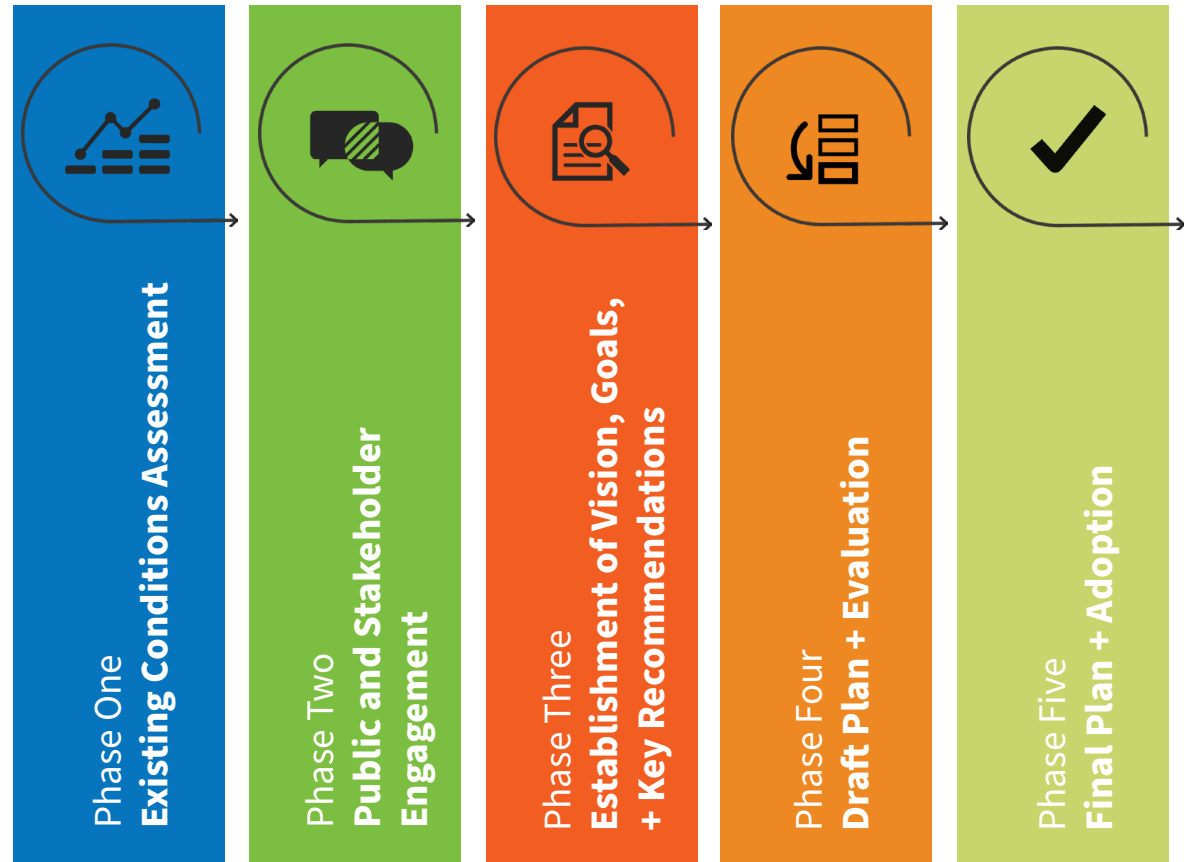 Phase One
Existing Conditions Assessment
Phase Two
Public and Stakeholder
Engagement
Phase Three
Establishment of Vision, Goals,
+ Key Recommendations
Phase Four
Draft Plan + Evaluation
Phase Five
Final Plan + Adoption